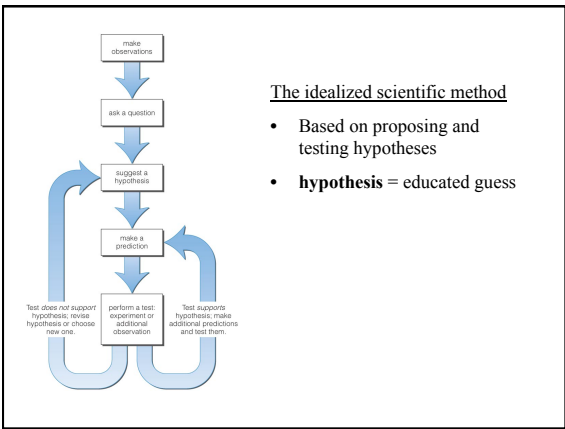 make
observations
ask a question
suggest a
hypothesis
make a
prediction
Test does not support
hypothesis; revise
hypothesis or choose
new one.
perform a test:
experiment or
additional
observation
Test supports
hypothesis; make
additional predictions
and test them.
The idealized scientific method
• Based on proposing and
testing hypotheses
• hypothesis = educated guess